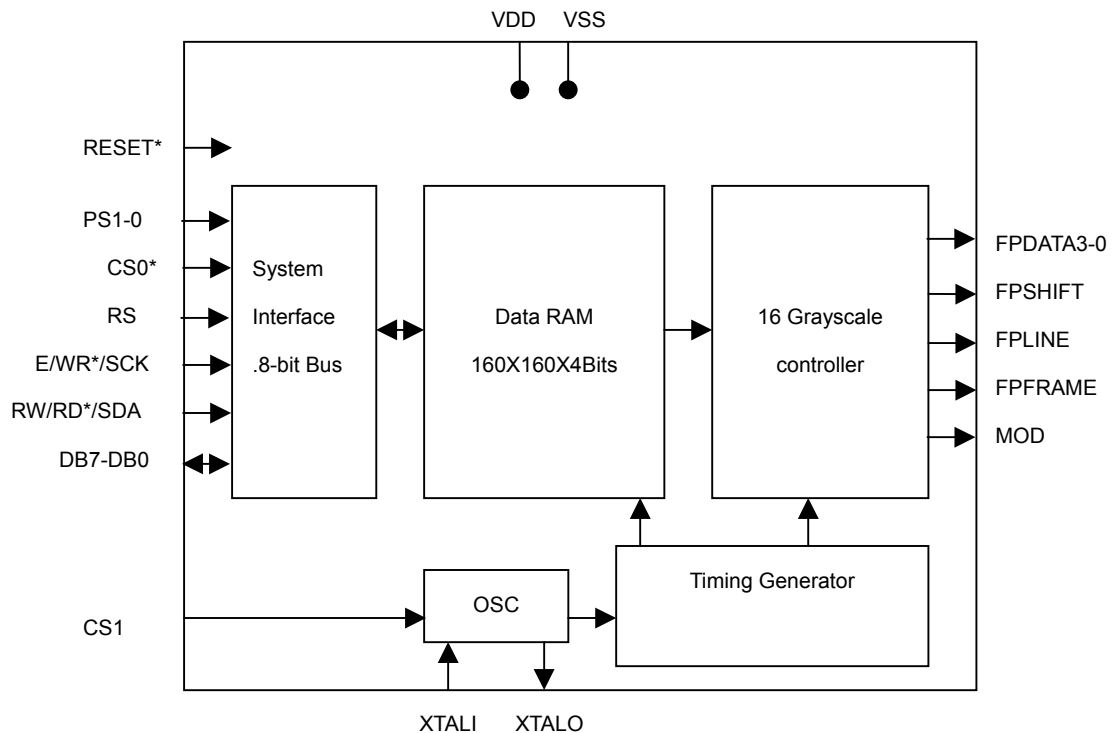 VDD VSS
RESET*
PS1-0
CS0*
RS
E/WR*/SCK
RW/RD*/SDA
DB7-DB0
System
Interface
.8-bit Bus
Data RAM
160X160X4Bits
16 Grayscale
controller
FPDATA3-0
FPSHIFT
FPLINE
FPFRAME
MOD
CS1
OSC
Timing Generator
XTALI XTALO